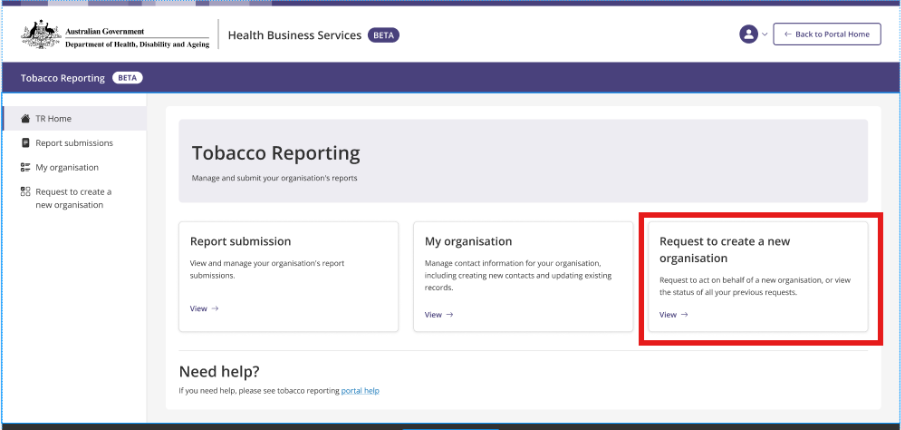 Australian Government
Department of Health, Disability and Ageing
Health Business Services BETA
← Back to Portal Home
Tobacco Reporting BETA
TR Home
Report submissions
My organisation
Request to create a
new organisation
Tobacco Reporting
Manage and submit your organisation's reports
Report submission
View and manage your organisation's report
submissions.
View →
My organisation
Manage contact information for your organisation,
including creating new contacts and updating existing
records.
View →
Request to create a new
organisation
Request to act on behalf of a new organisation, or view
the status of all your previous requests.
View →
Need help?
If you need help, please see tobacco reporting portal help